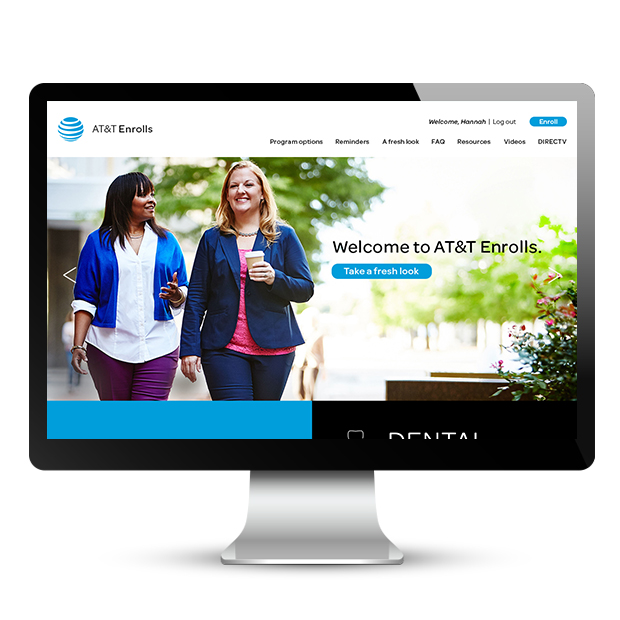 AT&T Enrolls
Welcome, Hannah | Log out
Enroll
Program options Reminders A fresh look FAQ Resources Videos DIRECTV
Welcome to AT&T Enrolls.
Take a fresh look
DENTAL